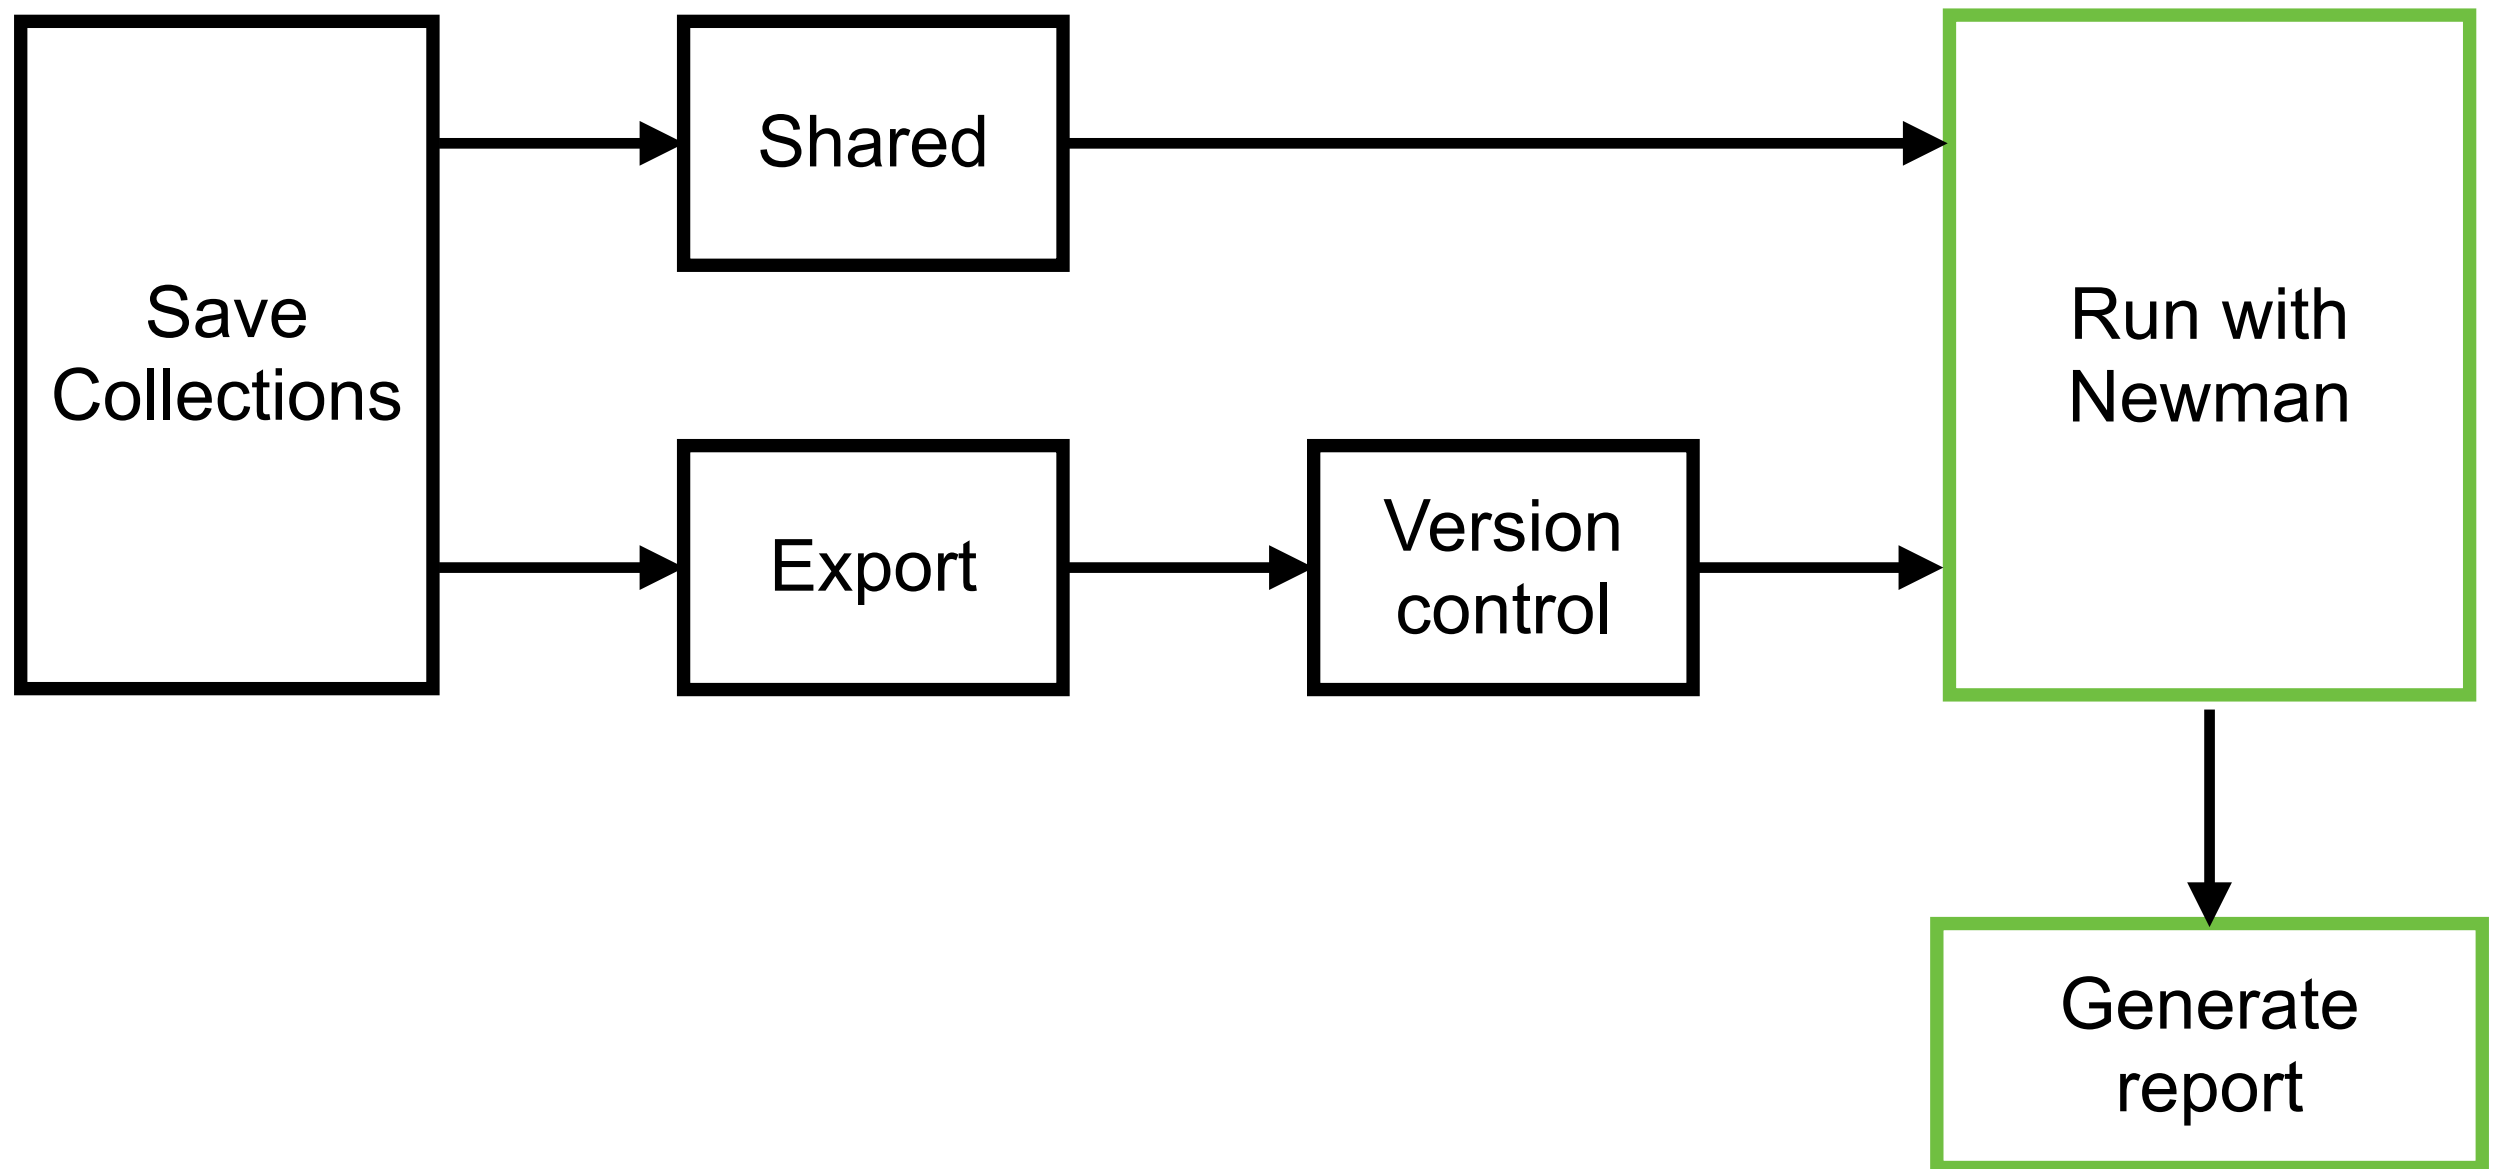 Save
Collections
Shared
Export
Version
control
Run with
Newman
Generate
report